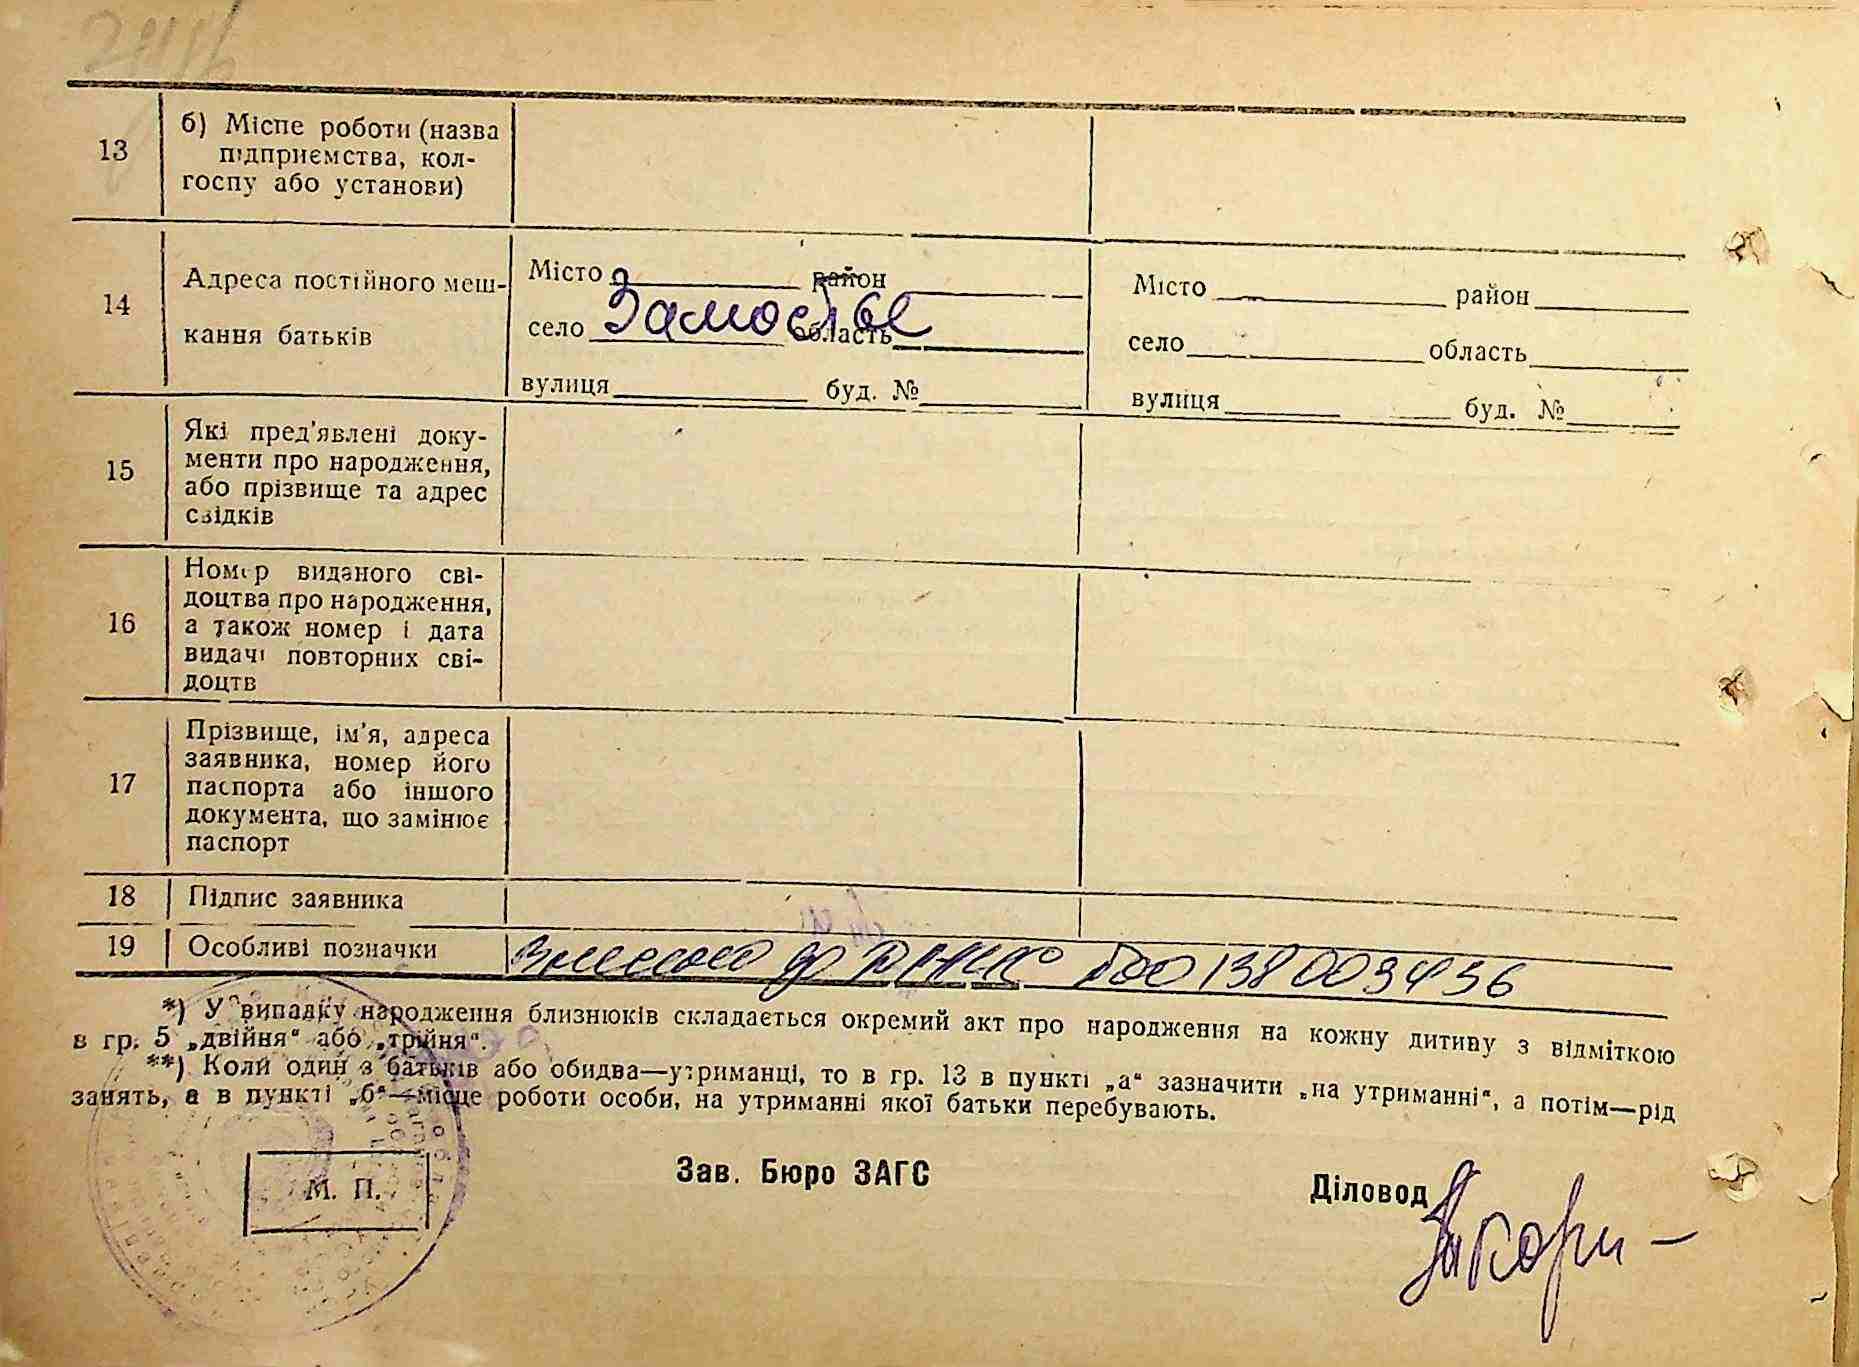 13
б) Місце роботи (назва
підприємства, кол-
госпу або установи)
14
Адреса постійного меш-
кання батьків
Місто район
село Замостье область
вулиця буд. №
Місто район
село область
вулиця буд. №
15
Які пред'явлені доку-
менти про народження,
або прізвище та адрес
свідків
16
Номер виданого сві-
доцтва про народження,
а також номер і дата
видачі повторних сві-
доцтв
17
Прізвище, ім'я, адреса
заявника, номер його
паспорта або іншого
документа, що замінює
паспорт
18 Підпис заявника
19 Особливі позначки
Внесено до 00138003436
*) У випадку народження близнюків складається окремий акт про народження на кожну дитину з відміткою
в гр. 5 „двійня“ або „трійня“.
**) Коли один з батьків або обидва—утриманці, то в гр. 13 в пункті „а“ зазначити „на утриманні“, а потім—рід
занять, а в пункті „б“—місце роботи особи, на утриманні якої батьки перебувають.
М. П.
Зав. Бюро ЗАГС
Діловод